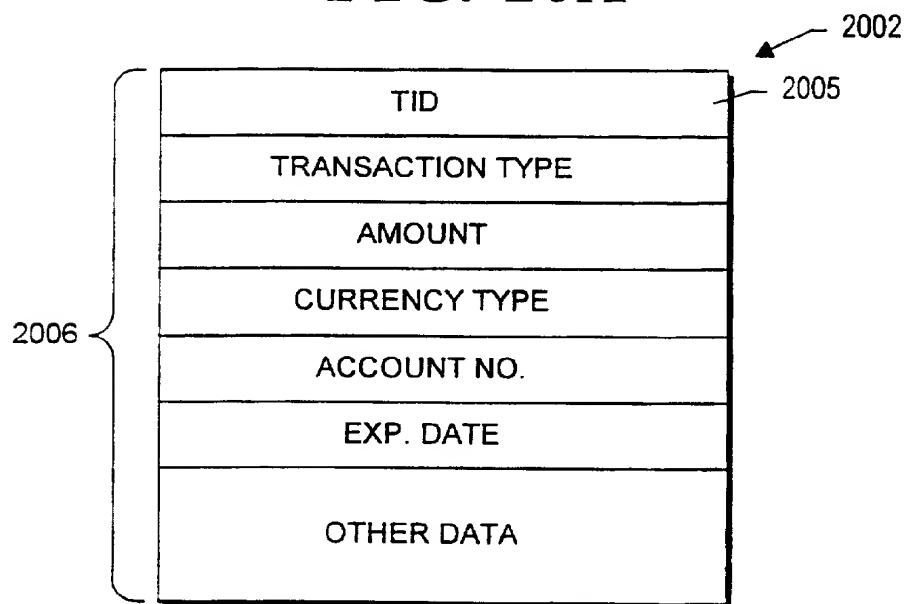 2002
TID
2005
TRANSACTION TYPE
AMOUNT
CURRENCY TYPE
2006
ACCOUNT NO.
EXP. DATE
OTHER DATA